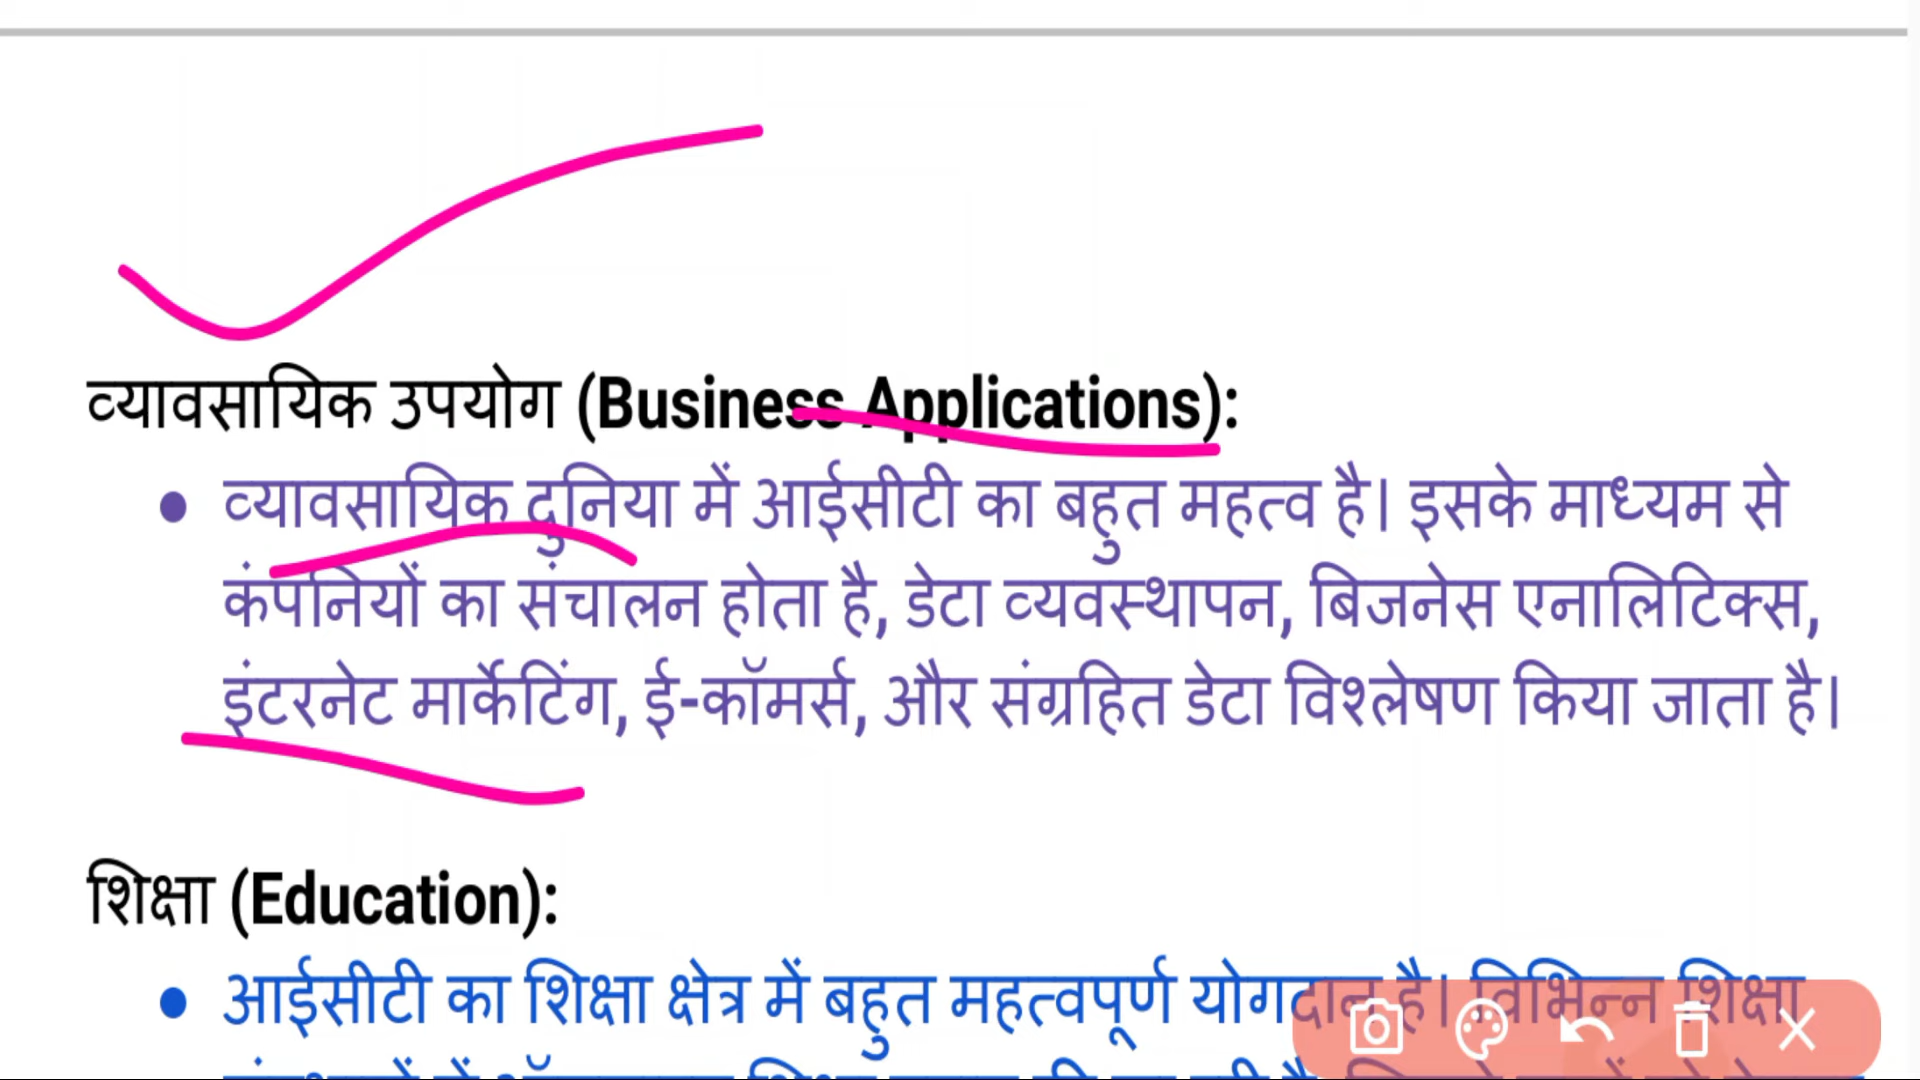 व्यावसायिक उपयोग (Business Applications):
● व्यावसायिक दुनिया में आईसीटी का बहुत महत्व है। इसके माध्यम से
कंपनियों का संचालन होता है, डेटा व्यवस्थापन, बिजनेस एनालिटिक्स,
इंटरनेट मार्केटिंग, ई-कॉमर्स, और संग्रहित डेटा विश्लेषण किया जाता है।
शिक्षा (Education):
● आईसीटी का शिक्षा क्षेत्र में बहुत महत्वपूर्ण योगदान है। विभिन्न शिक्षा